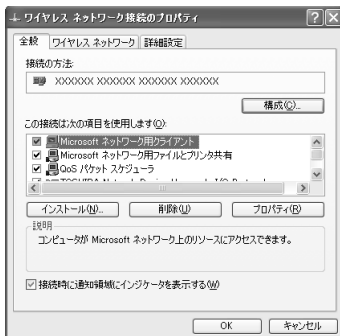 ワイヤレス ネットワーク接続のプロパティ
全般 ワイヤレス ネットワーク 詳細設定
接続の方法:
XXXXXXX XXXXXX XXXXXX XXXXXXX
構成(C)...
この接続は次の項目を使用します(O):
Microsoft ネットワーク用クライアント
Microsoft ネットワーク用ファイルとプリンタ共有
QoS パケット スケジューラ
インストール(N)... 削除(U) プロパティ(R)
説明
コンピュータが Microsoft ネットワーク上のリソースにアクセスできます。
接続時に通知領域にインジケータを表示する(W)
OK キャンセル